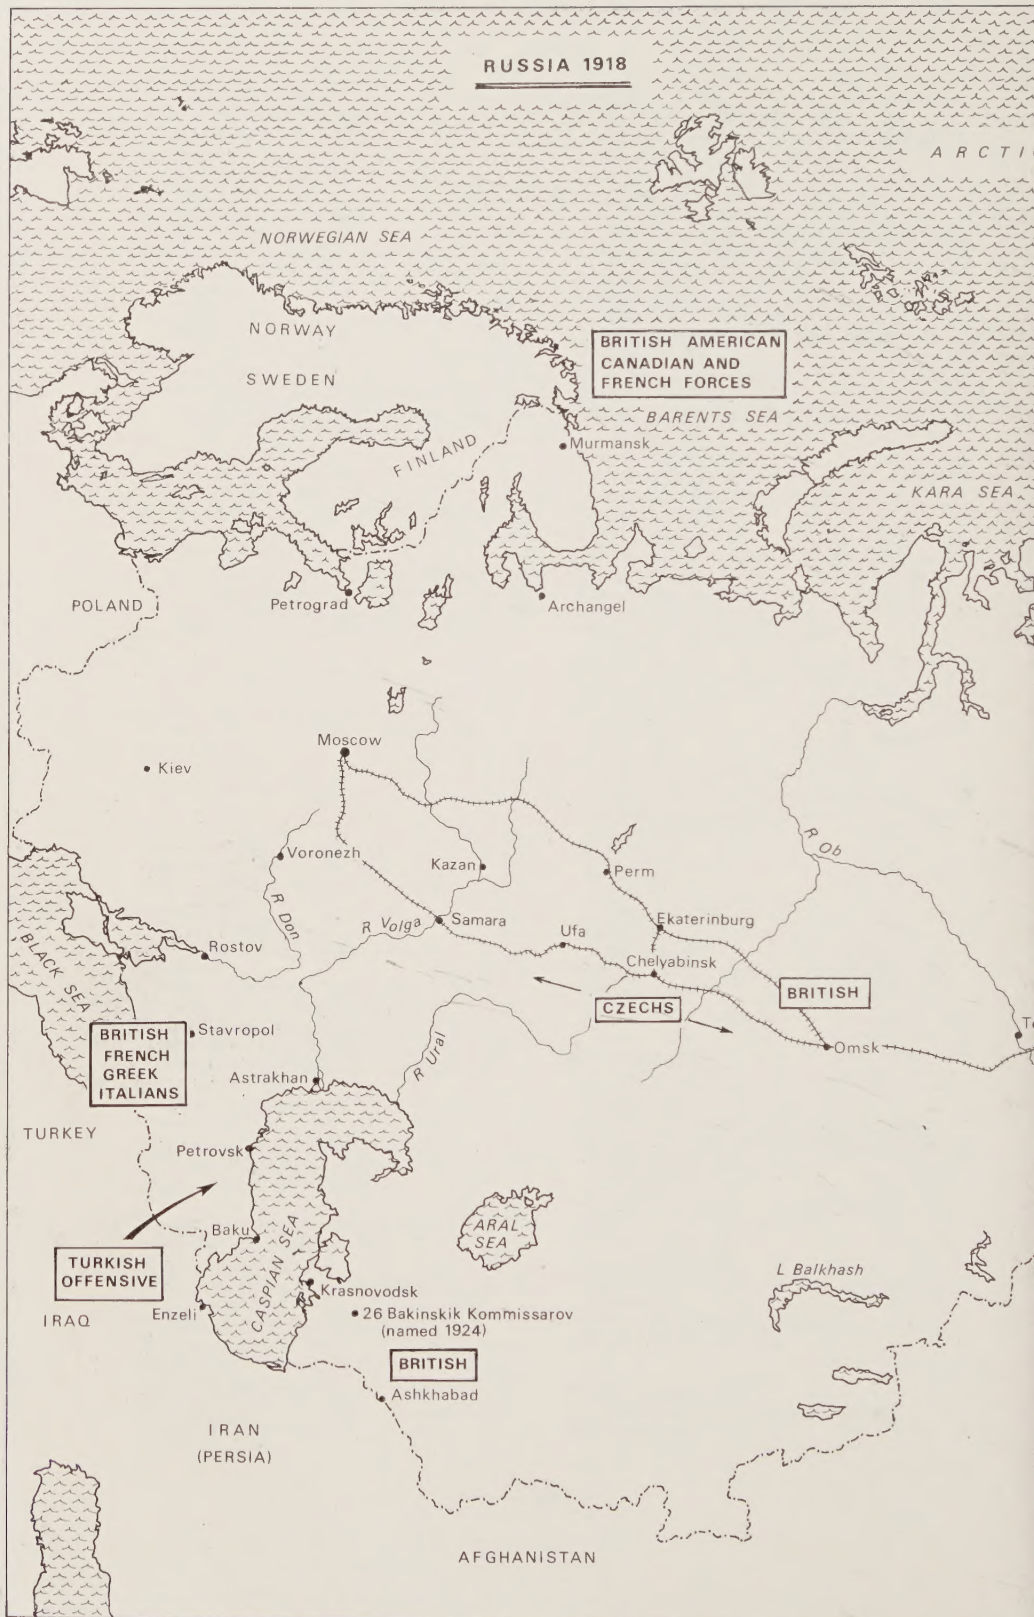 RUSSIA 1918
NORWEGIAN SEA
NORWAY
SWEDEN
FINLAND
BRITISH AMERICAN
CANADIAN AND
FRENCH FORCES
BARENTS SEA
Murmansk
KARA SEA
POLAND
Petrograd
Archangel
Moscow
Kiev
Voronezh
Kazan
Perm
R Ob
R Don
R Volga
Samara
Ufa
Ekaterinburg
Chelyabinsk
Rostov
BLACK SEA
CZECHS
BRITISH
Omsk
BRITISH
FRENCH
GREEK
ITALIANS
Stavropol
Astrakhan
R Ural
TURKEY
Petrovsk
Baku
CASPIAN SEA
ARAL
SEA
TURKISH
OFFENSIVE
Krasnovodsk
L Balkhash
IRAQ
Enzeli
26 Bakinskik Kommissarov
(named 1924)
BRITISH
Ashkhabad
IRAN
(PERSIA)
AFGHANISTAN